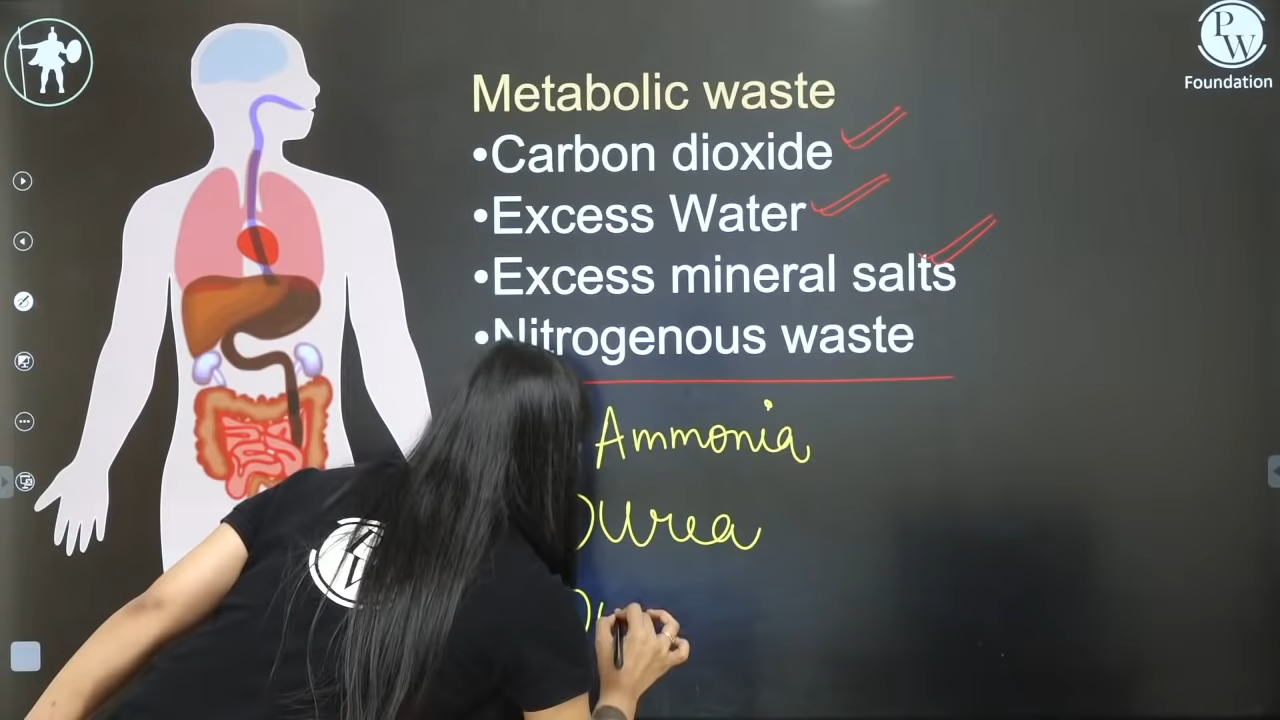 PW
Foundation
Metabolic waste
•Carbon dioxide
•Excess Water
•Excess mineral salts
•Nitrogenous waste
Ammonia
)Urea